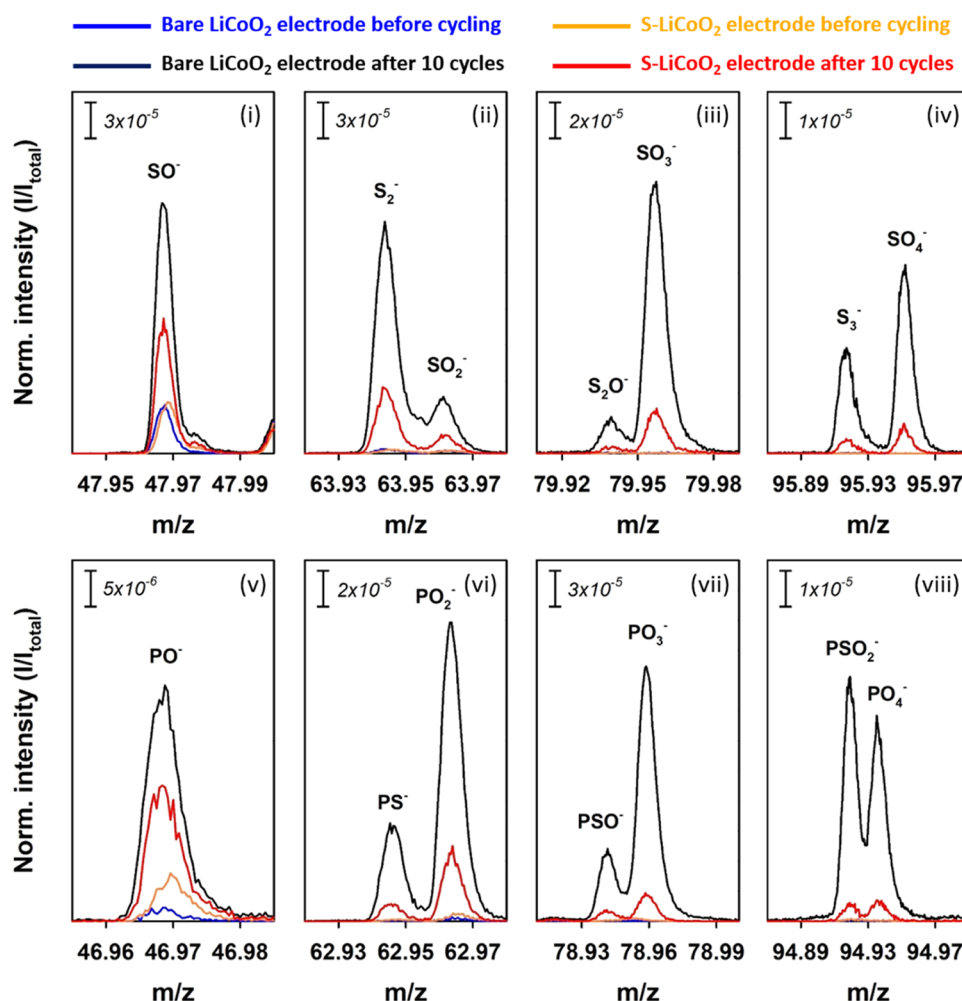 Bare LiCoO₂ electrode before cycling
S-LiCoO₂ electrode before cycling
Bare LiCoO₂ electrode after 10 cycles
S-LiCoO₂ electrode after 10 cycles
Norm. intensity (I/I_total)
3x10⁻⁵ (i)
SO⁻
47.95 47.97 47.99
m/z
3x10⁻⁵ (ii)
S₂⁻
SO₂⁻
63.93 63.95 63.97
m/z
2x10⁻⁵ (iii)
SO₃⁻
S₂O⁻
79.92 79.95 79.98
m/z
1x10⁻⁵ (iv)
SO₄⁻
S₃⁻
95.89 95.93 95.97
m/z
Norm. intensity (I/I_total)
5x10⁻⁶ (v)
PO⁻
46.96 46.97 46.98
m/z
2x10⁻⁵ (vi)
PO₂⁻
PS⁻
62.93 62.95 62.97
m/z
3x10⁻⁵ (vii)
PO₃⁻
PSO⁻
78.93 78.96 78.99
m/z
1x10⁻⁵ (viii)
PSO₂⁻
PO₄⁻
94.89 94.93 94.97
m/z